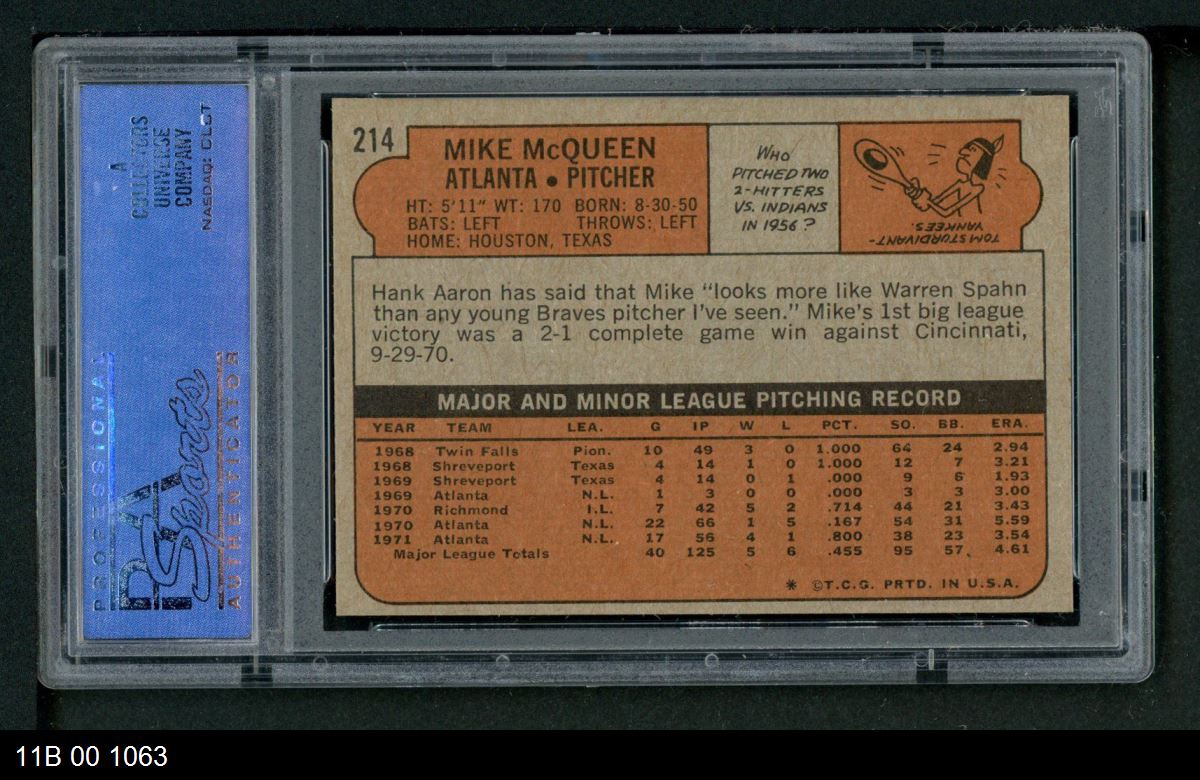 A
COLLECTORS
UNIVERSE
COMPANY
NASDAQ: CLCT
PROFESSIONAL
PSA
Sports
AUTHENTICATOR
214
MIKE McQUEEN
ATLANTA • PITCHER
HT: 5'11" WT: 170 BORN: 8-30-50
BATS: LEFT THROWS: LEFT
HOME: HOUSTON, TEXAS
WHO
PITCHED TWO
2-HITTERS
VS. INDIANS
IN 1956?
TOM STURDIVANT-
YANKEES.
Hank Aaron has said that Mike "looks more like Warren Spahn
than any young Braves pitcher I've seen." Mike's 1st big league
victory was a 2-1 complete game win against Cincinnati,
9-29-70.
MAJOR AND MINOR LEAGUE PITCHING RECORD
YEAR TEAM LEA. G IP W L PCT. SO. BB. ERA.
1968 Twin Falls Pion. 10 49 3 0 1.000 64 24 2.94
1968 Shreveport Texas 4 14 1 0 1.000 12 7 3.21
1969 Shreveport Texas 4 14 0 1 .000 9 6 1.93
1969 Atlanta N.L. 1 3 0 0 .000 3 3 3.00
1970 Richmond I.L. 7 42 5 2 .714 44 21 3.43
1970 Atlanta N.L. 22 66 1 5 .167 54 31 5.59
1971 Atlanta N.L. 17 56 4 1 .800 38 23 3.54
Major League Totals 40 125 5 6 .455 95 57 4.61
* ©T.C.G. PRTD. IN U.S.A.
11B 00 1063